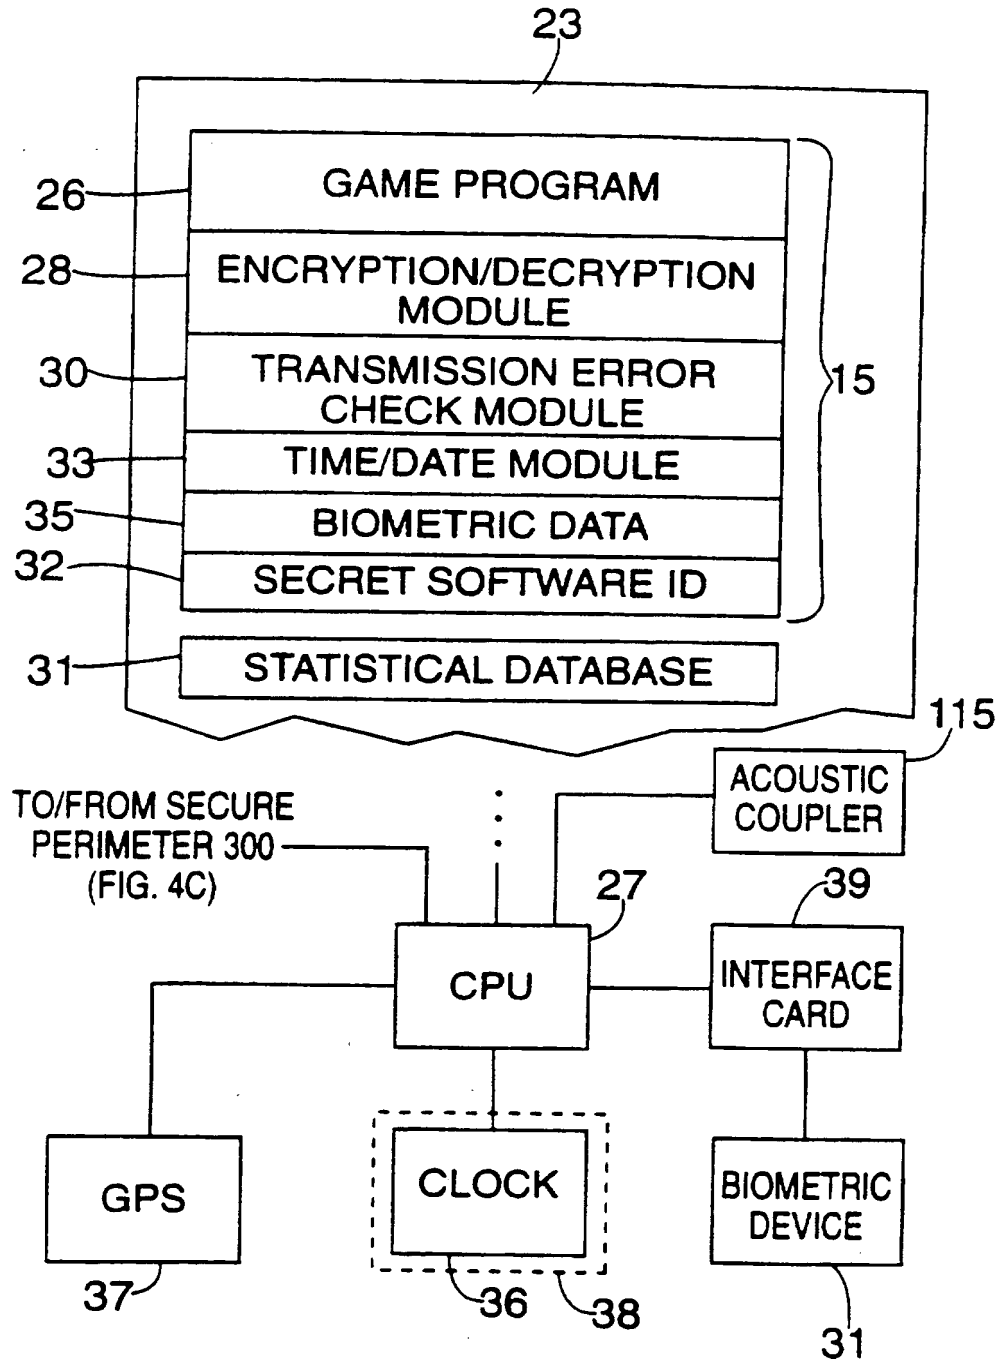 23
26
GAME PROGRAM
28
ENCRYPTION/DECRYPTION
MODULE
30
TRANSMISSION ERROR
CHECK MODULE
15
33
TIME/DATE MODULE
35
BIOMETRIC DATA
32
SECRET SOFTWARE ID
31
STATISTICAL DATABASE
115
ACOUSTIC
COUPLER
TO/FROM SECURE
PERIMETER 300
(FIG. 4C)
27
39
CPU
INTERFACE
CARD
GPS
CLOCK
BIOMETRIC
DEVICE
37
36
38
31